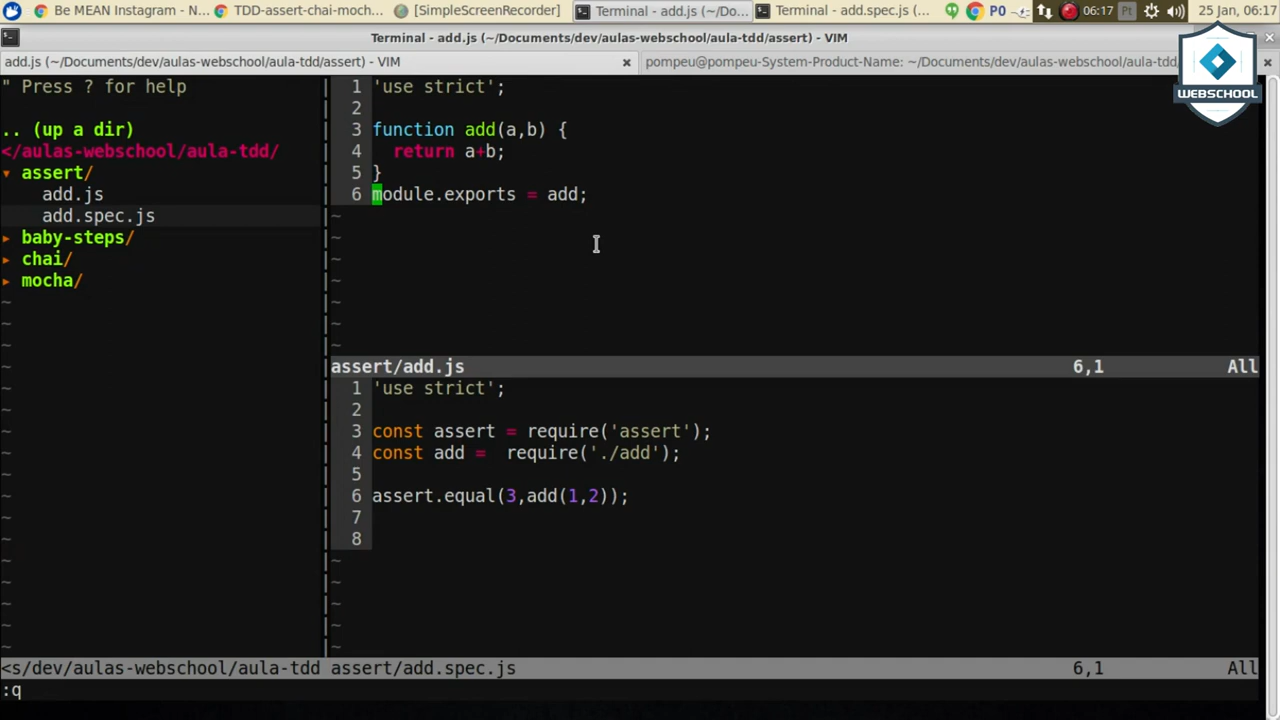 Be MEAN Instagram - N...
TDD-assert-chai-moch...
[SimpleScreenRecorder]
Terminal - add.js (~/Do...
Terminal - add.spec.js (...
P0
06:17
Pt
25 Jan, 06:17
Terminal - add.js (~/Documents/dev/aulas-webschool/aula-tdd/assert) - VIM
add.js (~/Documents/dev/aulas-webschool/aula-tdd/assert) - VIM
pompeu@pompeu-System-Product-Name: ~/Documents/dev/aulas-webschool/aula-tdd/
WEBSCHOOL
" Press ? for help
.. (up a dir)
</aulas-webschool/aula-tdd/
▾ assert/
add.js
add.spec.js
▸ baby-steps/
▸ chai/
▸ mocha/
1 'use strict';
2
3 function add(a,b) {
4   return a+b;
5 }
6 module.exports = add;
assert/add.js 6,1 All
1 'use strict';
2
3 const assert = require('assert');
4 const add =  require('./add');
5
6 assert.equal(3,add(1,2));
7
8
<s/dev/aulas-webschool/aula-tdd assert/add.spec.js 6,1 All
:q